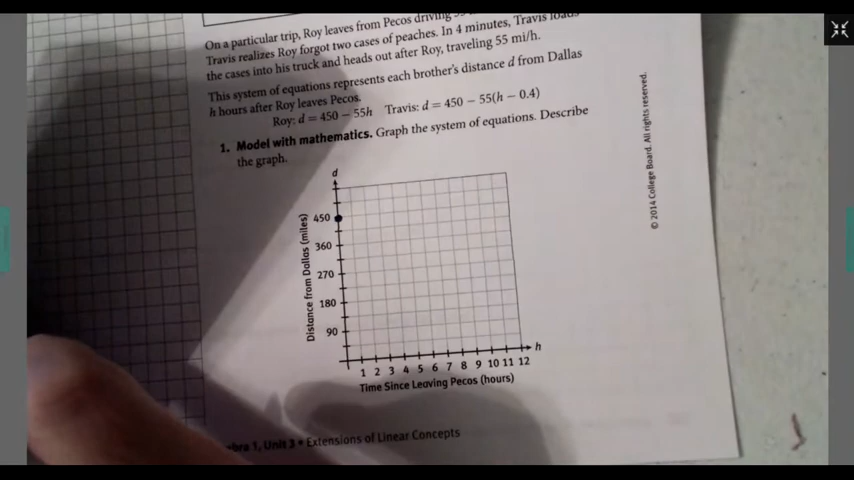 On a particular trip, Roy leaves from Pecos driving 55
Travis realizes Roy forgot two cases of peaches. In 4 minutes, Travis loads
the cases into his truck and heads out after Roy, traveling 55 mi/h.
This system of equations represents each brother's distance d from Dallas
h hours after Roy leaves Pecos.
Roy: d = 450 − 55h Travis: d = 450 − 55(h − 0.4)
1. Model with mathematics. Graph the system of equations. Describe
the graph.
d
450
360
270
180
90
Distance from Dallas (miles)
h
1 2 3 4 5 6 7 8 9 10 11 12
Time Since Leaving Pecos (hours)
© 2014 College Board. All rights reserved.
bra 1, Unit 3 • Extensions of Linear Concepts